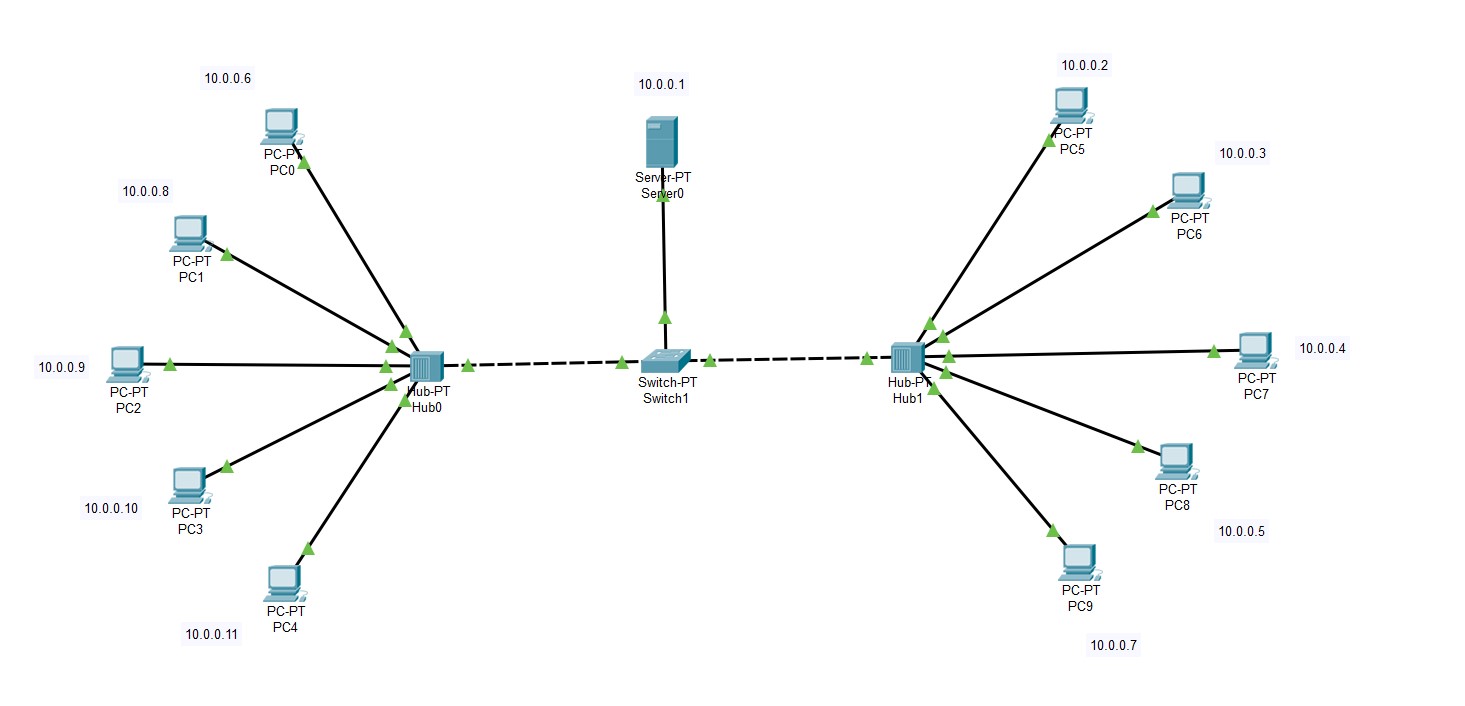 10.0.0.6
PC-PT
PC0
10.0.0.8
PC-PT
PC1
10.0.0.9
PC-PT
PC2
10.0.0.10
PC-PT
PC3
10.0.0.11
PC-PT
PC4
Hub-PT
Hub0
10.0.0.1
Server-PT
Server0
Switch-PT
Switch1
Hub-PT
Hub1
10.0.0.2
PC-PT
PC5
10.0.0.3
PC-PT
PC6
10.0.0.4
PC-PT
PC7
10.0.0.5
PC-PT
PC8
10.0.0.7
PC-PT
PC9